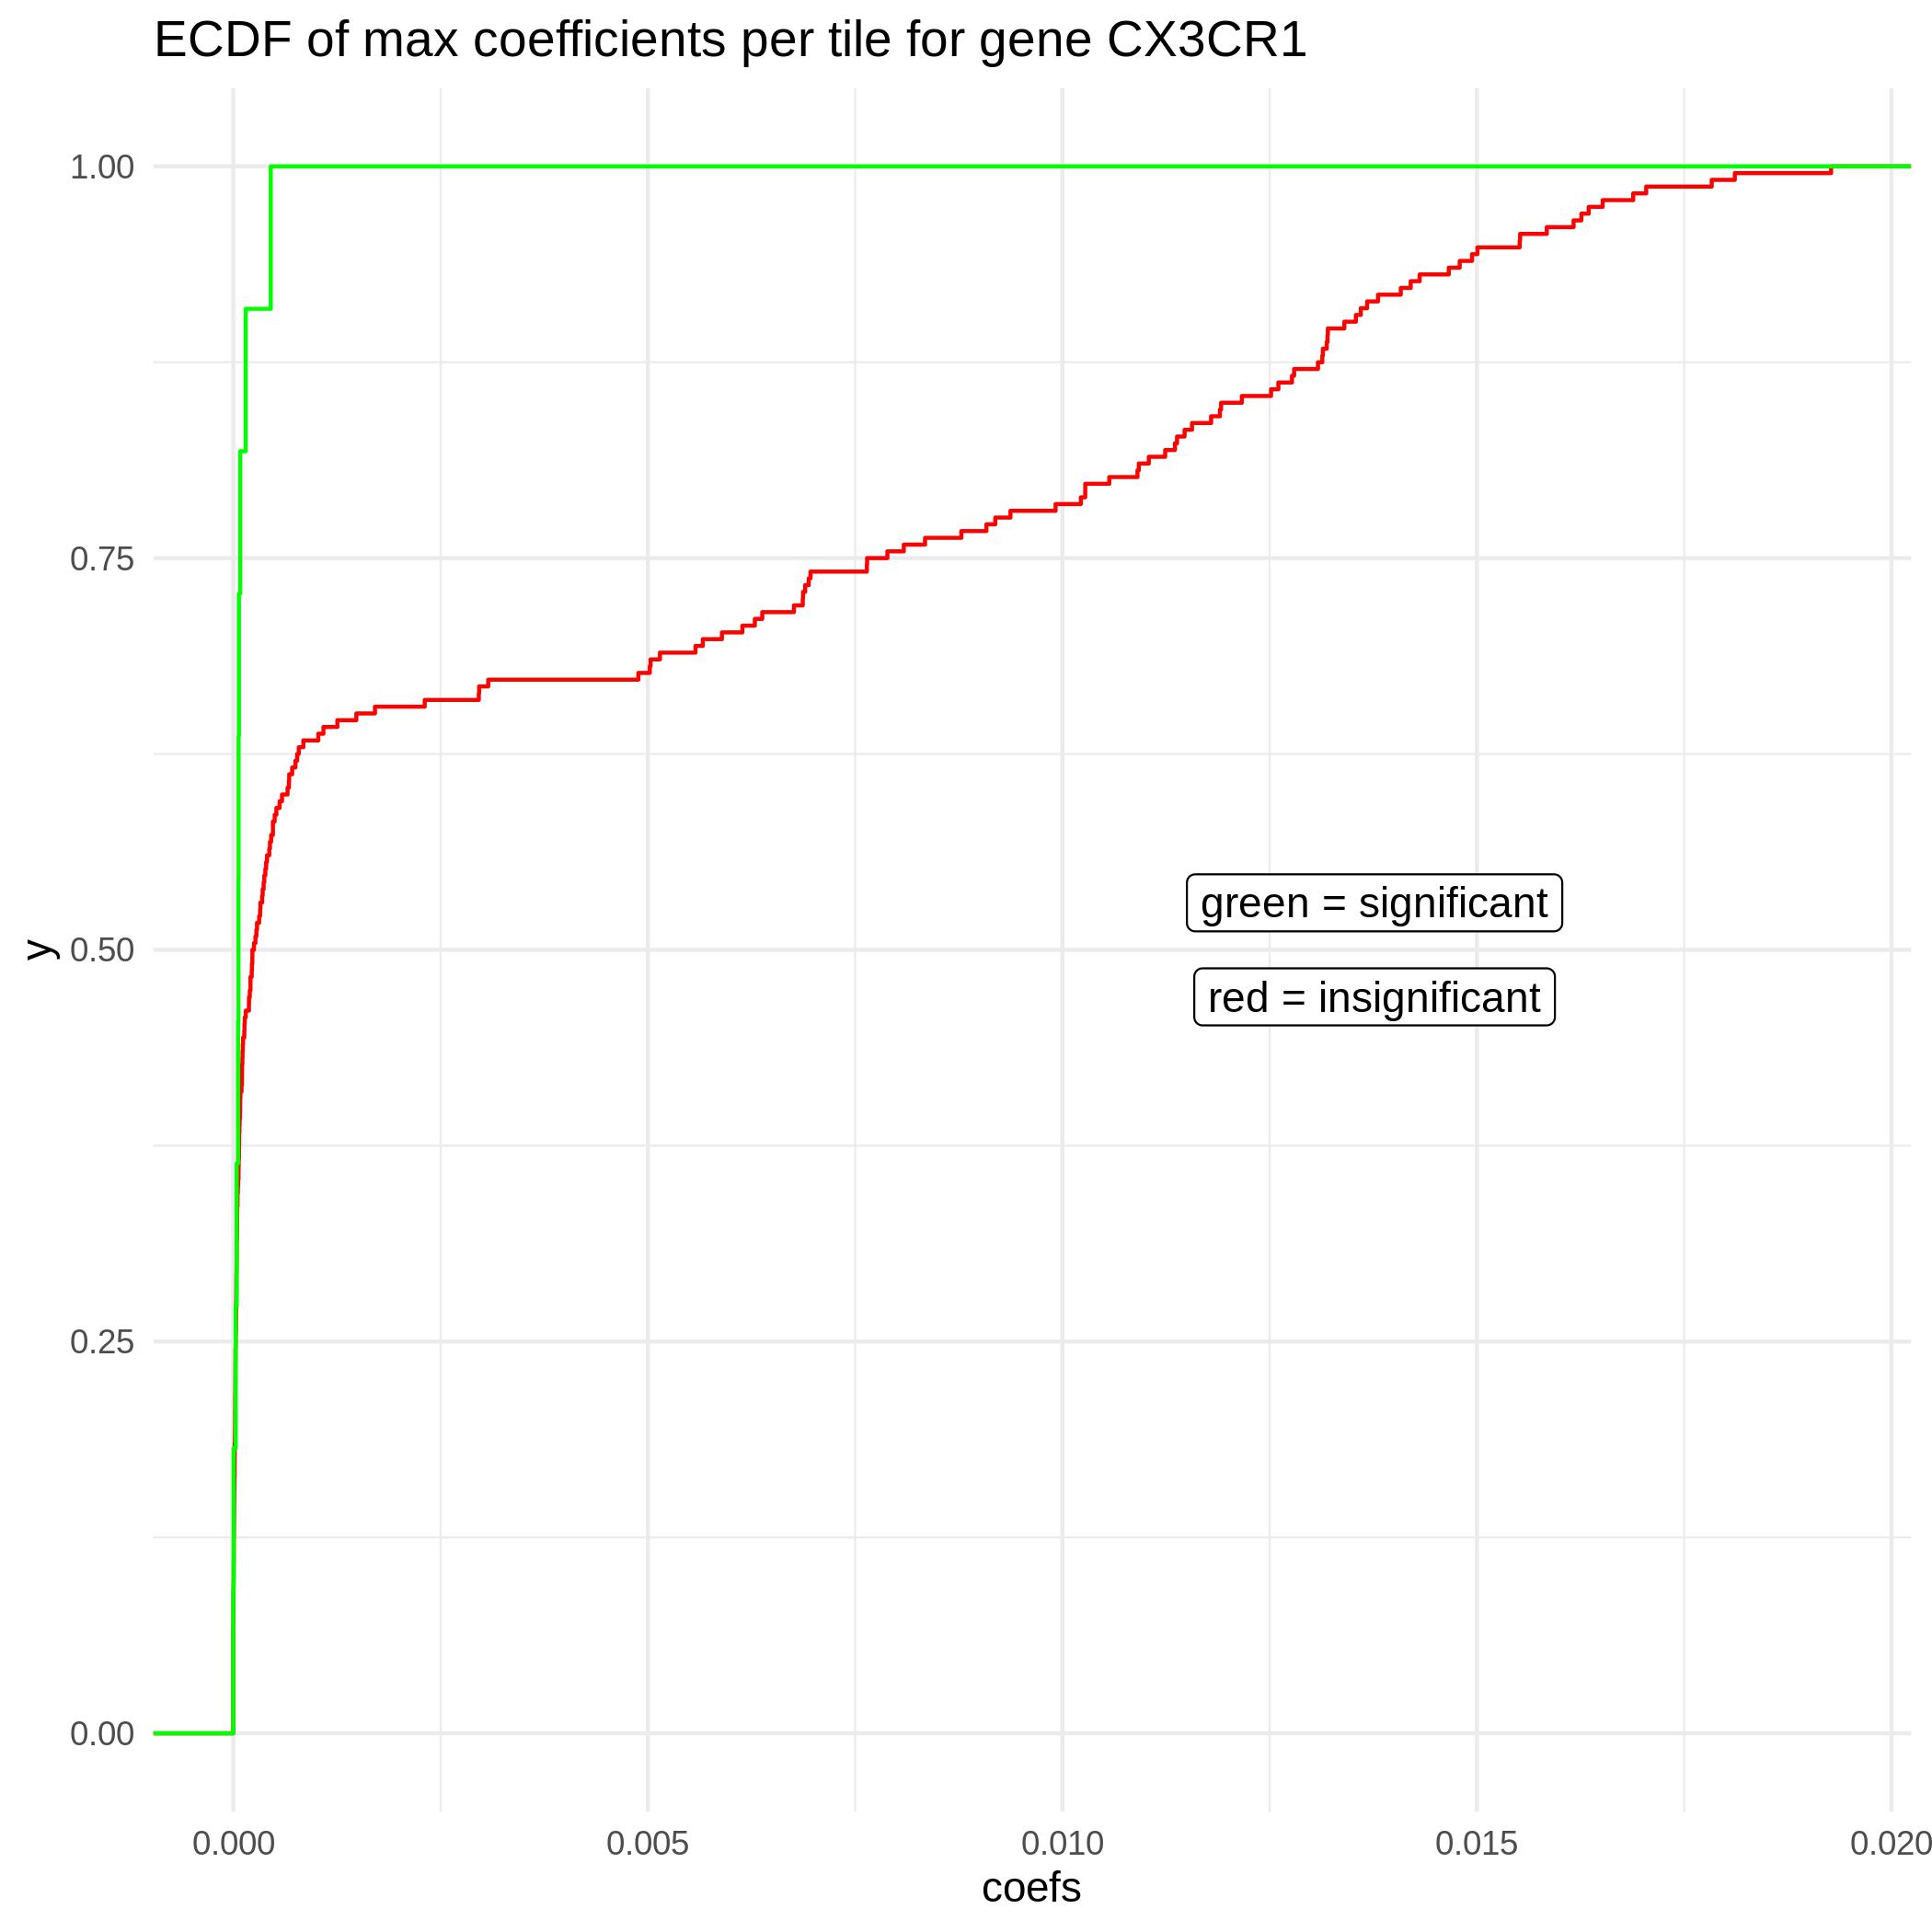 ECDF of max coefficients per tile for gene CX3CR1
1.00
0.75
0.50
0.25
0.00
y
green = significant
red = insignificant
0.000 0.005 0.010 0.015 0.020
coefs